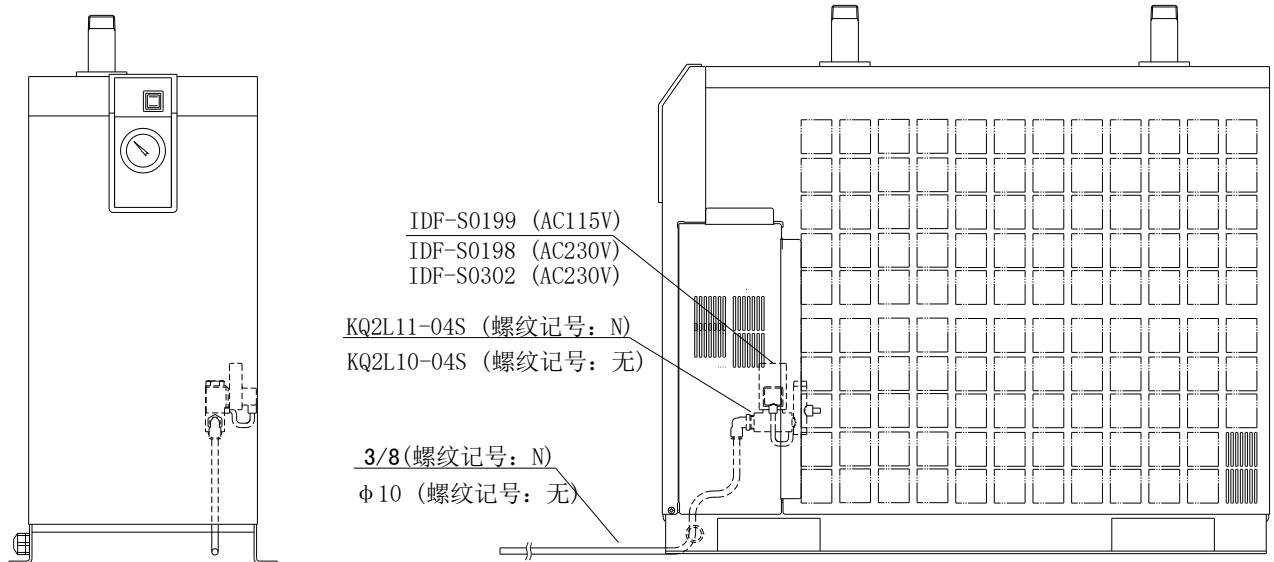 IDF-S0199 (AC115V)
IDF-S0198 (AC230V)
IDF-S0302 (AC230V)
KQ2L11-04S (螺纹记号: N)
KQ2L10-04S (螺纹记号: 无)
3/8(螺纹记号: N)
φ10 (螺纹记号: 无)